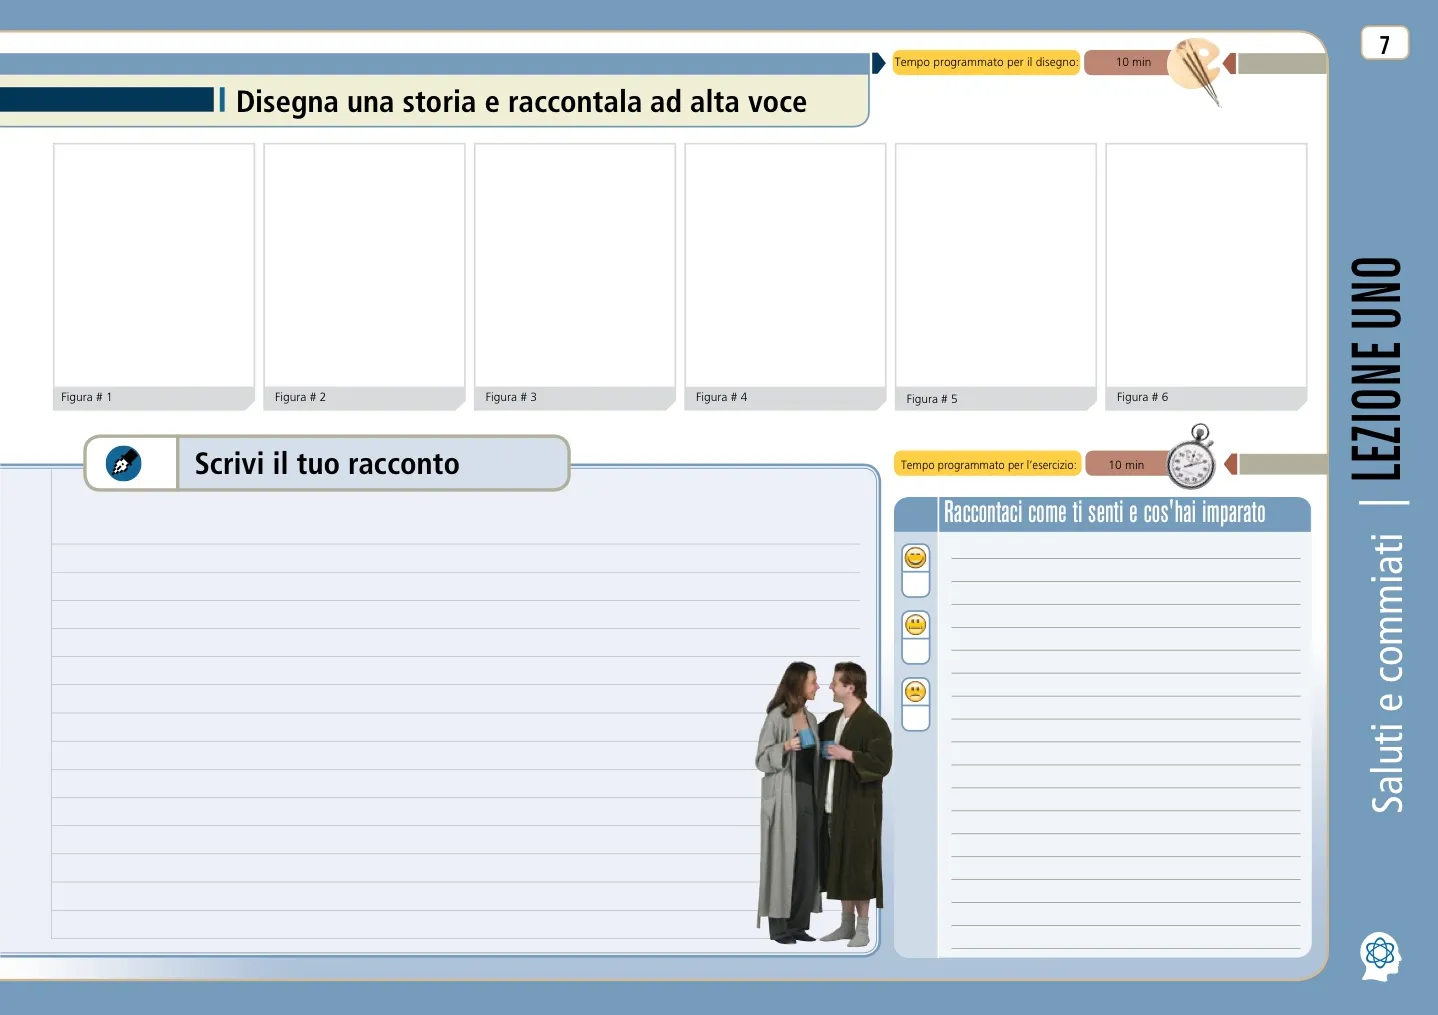 7
Tempo programmato per il disegno:
10 min
Disegna una storia e raccontala ad alta voce
Figura # 1
Figura # 2
Figura # 3
Figura # 4
Figura # 5
Figura # 6
Scrivi il tuo racconto
Tempo programmato per l'esercizio:
10 min
Raccontaci come ti senti e cos'hai imparato
Saluti e commiati | LEZIONE UNO